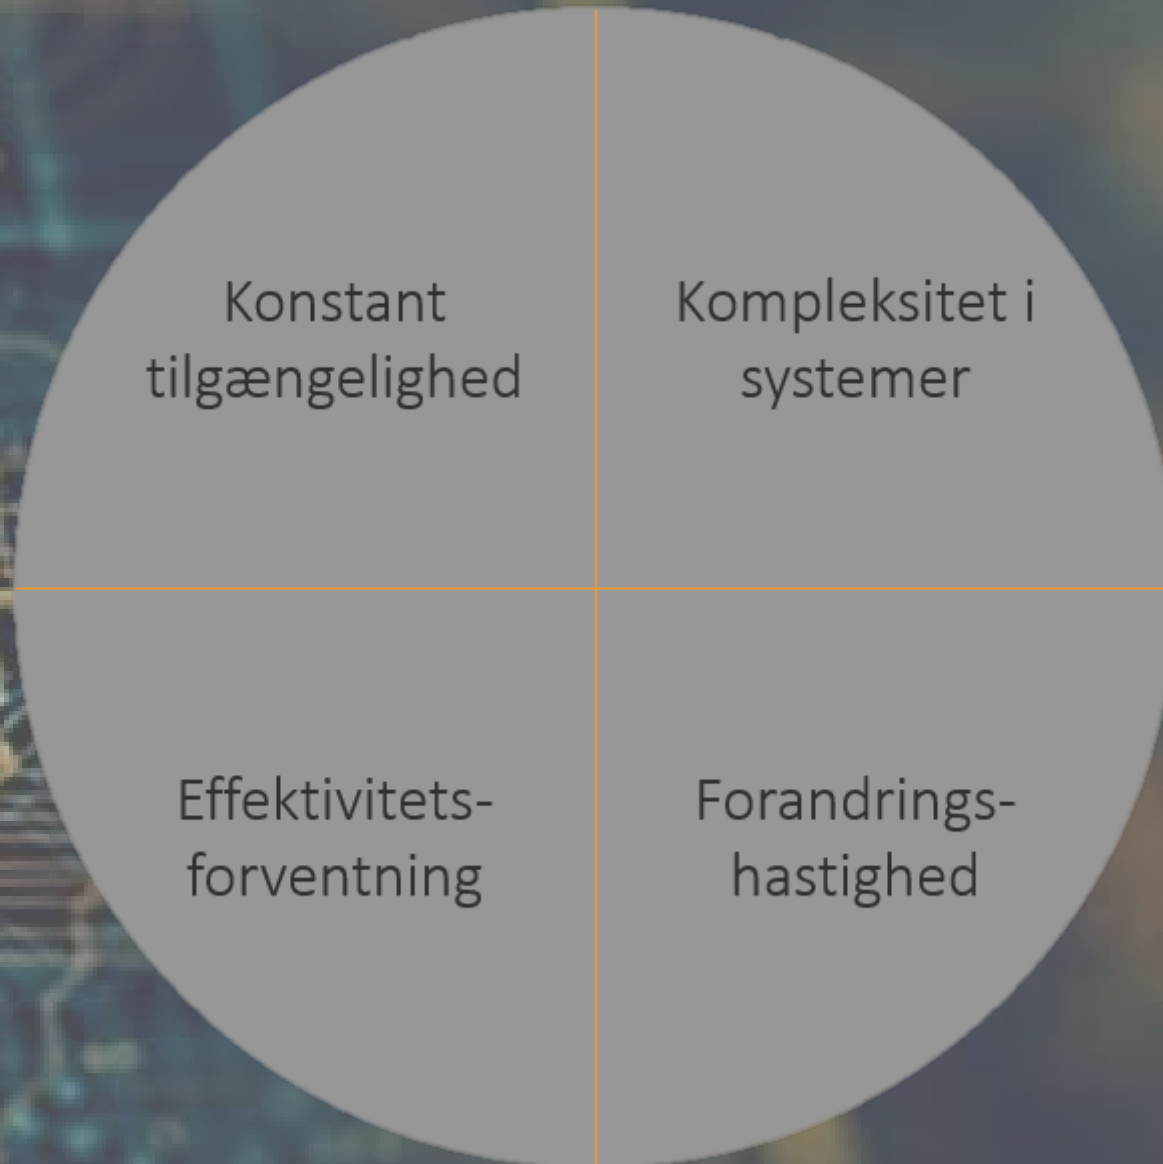 Konstant
tilgængelighed
Kompleksitet i
systemer
Effektivitets-
forventning
Forandrings-
hastighed